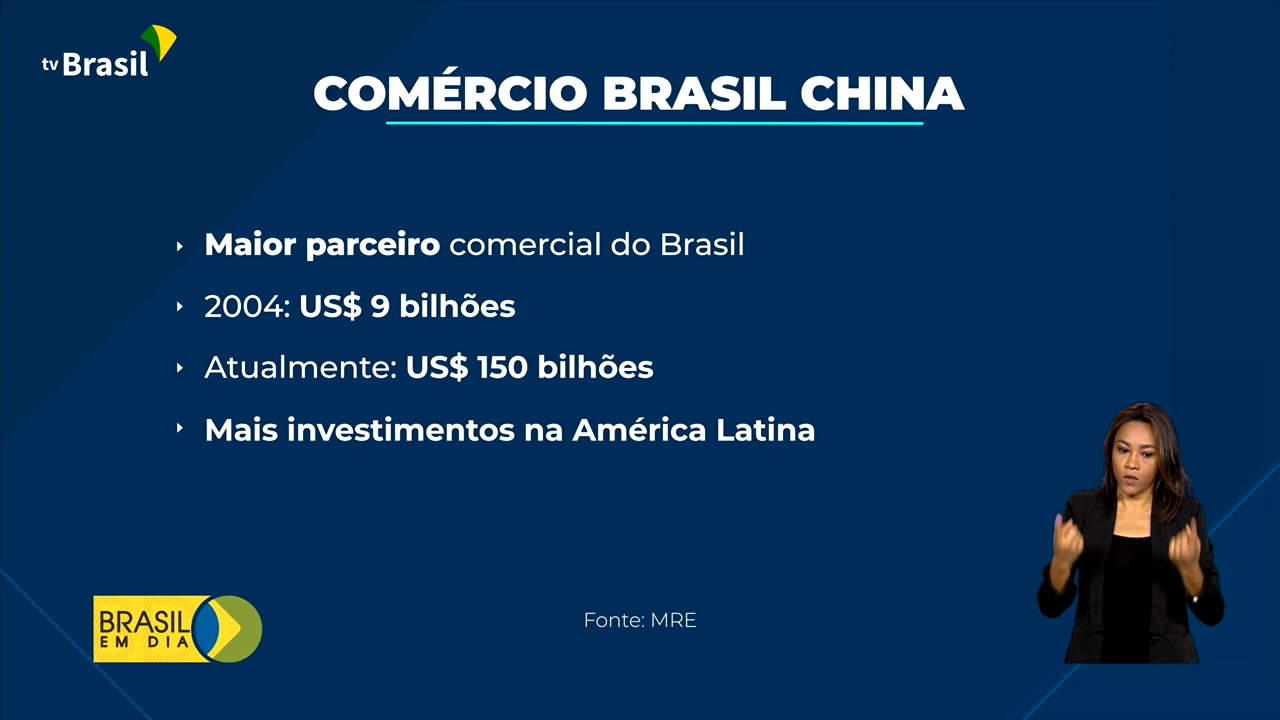 tv Brasil
COMÉRCIO BRASIL CHINA
Maior parceiro comercial do Brasil
2004: US$ 9 bilhões
Atualmente: US$ 150 bilhões
Mais investimentos na América Latina
BRASIL
EM DIA
Fonte: MRE